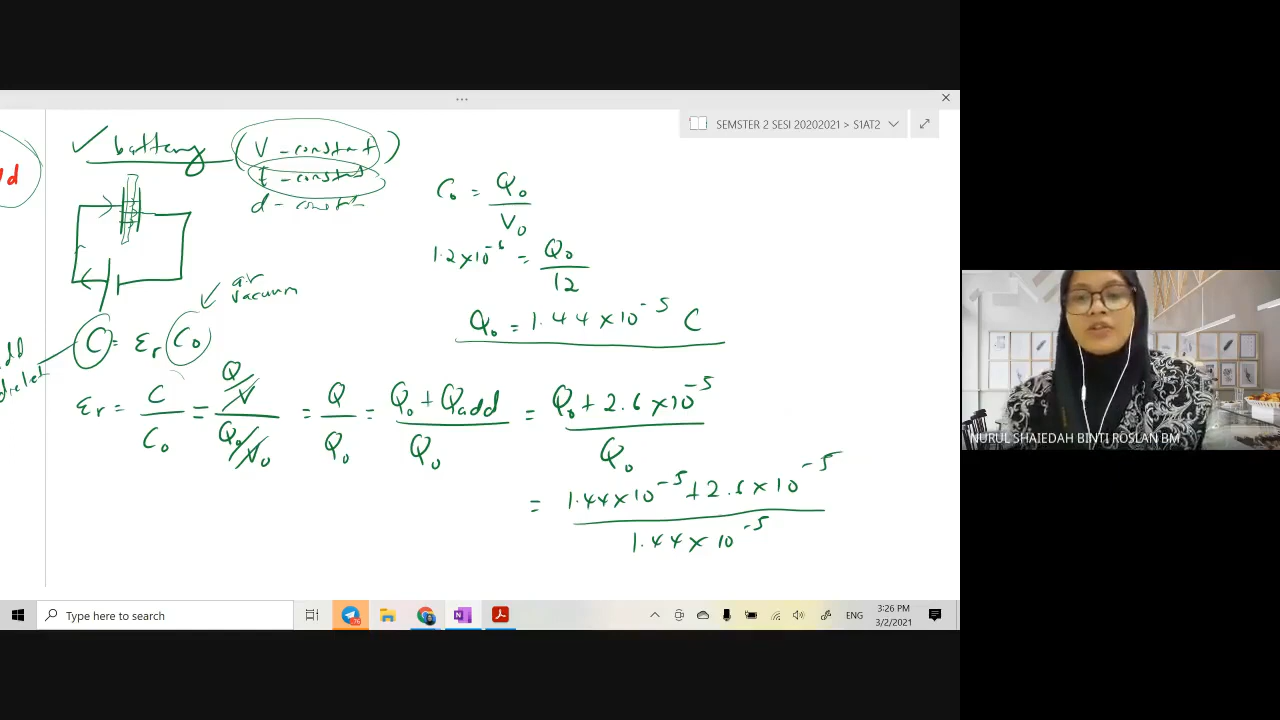 SEMSTER 2 SESI 20202021 > S1AT2
✓ battery (V-constant)
E-constant
d-const
C₀ = Q₀/V₀
1.2×10⁻⁶ = Q₀/12
Q₀ = 1.44×10⁻⁵ C
air
vacuum
C = εr C₀
add
εr = C/C₀ = (Q/V)/(Q₀/V₀) = Q/Q₀ = (Q₀ + Qadd)/Q₀ = (Q₀ + 2.6×10⁻⁵)/Q₀
= (1.44×10⁻⁵ + 2.6×10⁻⁵)/(1.44×10⁻⁵)
NURUL SHAIEDAH BINTI ROSLAN BM
Type here to search
ENG
3:26 PM
3/2/2021